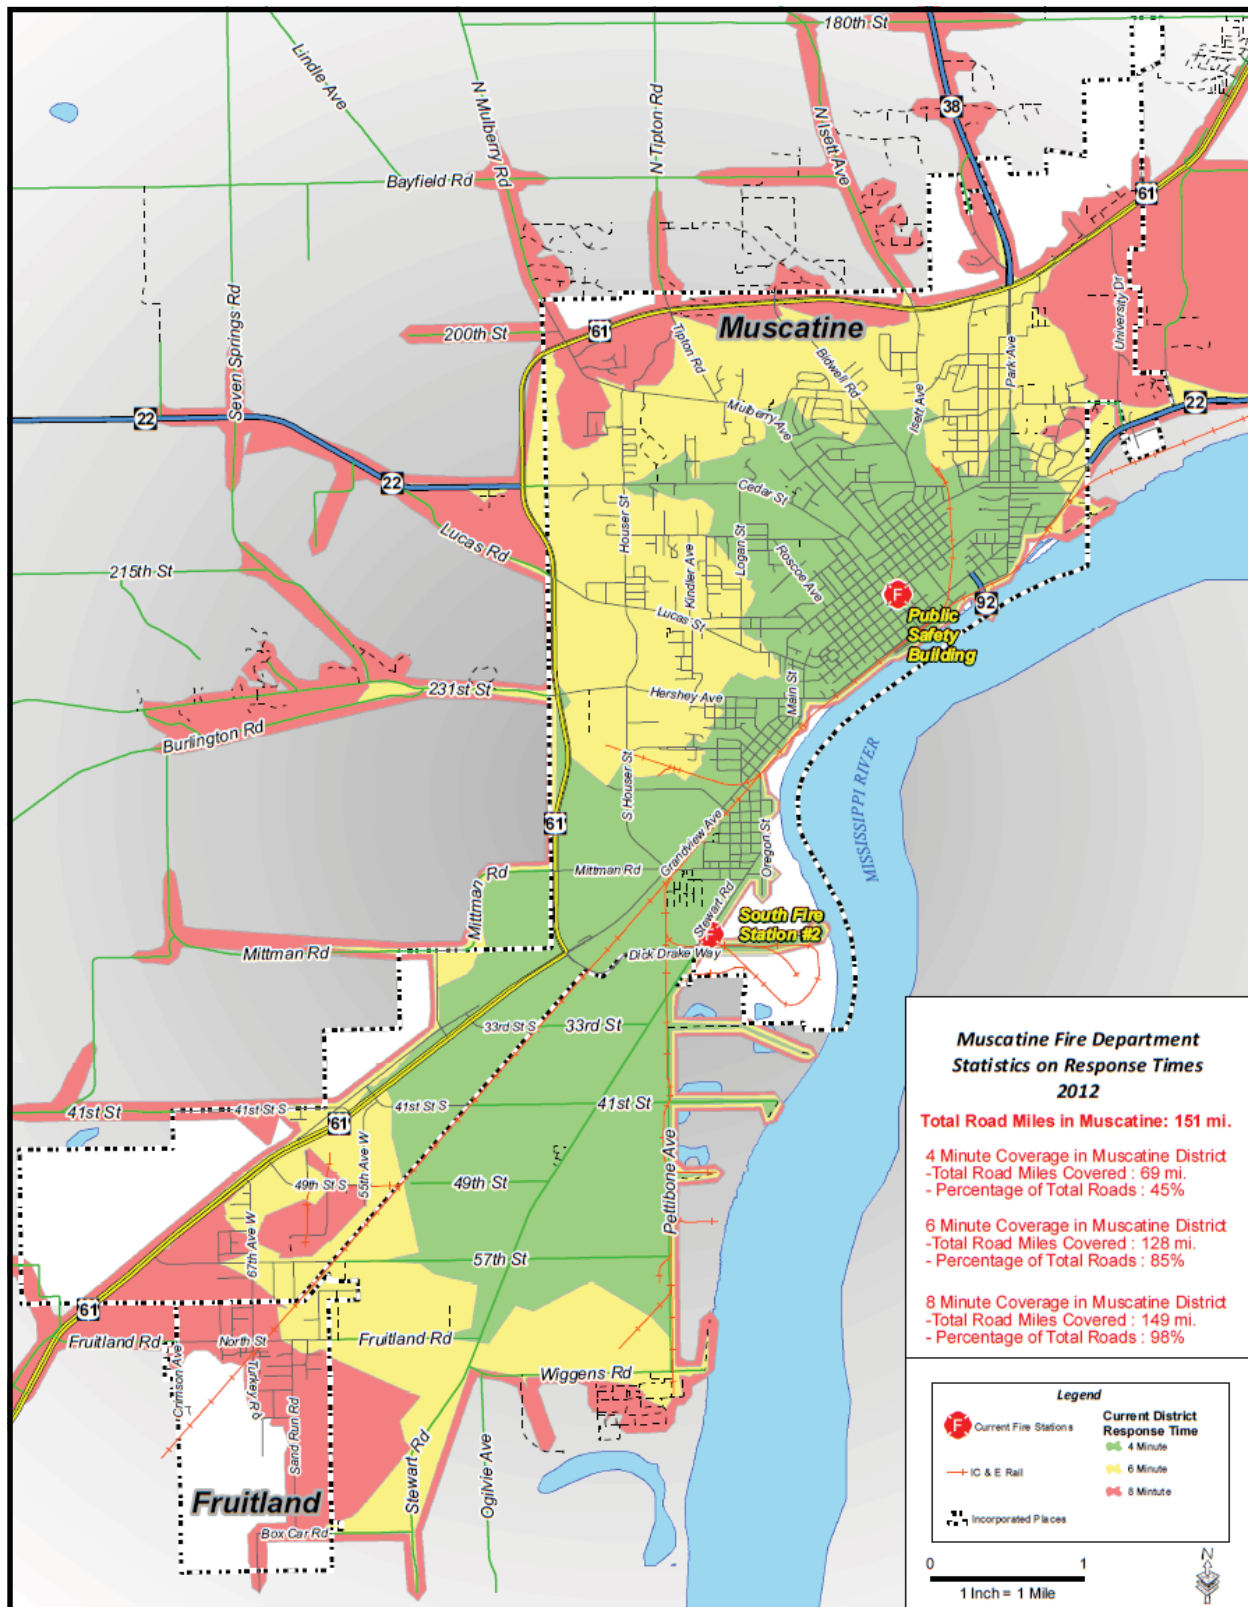 180th St
Lindle Ave
N Mulberry Rd
N Tipton Rd
N Isett Ave
38
Bayfield Rd
61
Seven Springs Rd
200th St
61
Muscatine
Tipton Rd
Bidwell Rd
Park Ave
University Dr
22
22
Mulberry Ave
Isett Ave
22
Cedar St
Houser St
Lucas Rd
Logan St
Roscoe Ave
Kindler Ave
215th St
F
92
Public
Safety
Building
Lucas St
231st St
Hershey Ave
Main St
Burlington Rd
S Houser St
MISSISSIPPI RIVER
61
Grandview Ave
Oregon St
Mittman Rd
Mittman Rd
Stewart Rd
South Fire
Station #2
F
Mittman Rd
Dick Drake Way
33rd St S
33rd St
41st St
41st St S
61
41st St S
41st St
55th Ave W
49th St S
49th St
Pettibone Ave
67th Ave W
57th St
61
Fruitland Rd
North St
Fruitland Rd
Crimson Ave
Turkey Rd
Wiggens Rd
Sand Run Rd
Stewart Rd
Ogilvie Ave
Fruitland
Box Car Rd
Muscatine Fire Department
Statistics on Response Times
2012
Total Road Miles in Muscatine: 151 mi.
4 Minute Coverage in Muscatine District
-Total Road Miles Covered : 69 mi.
- Percentage of Total Roads : 45%
6 Minute Coverage in Muscatine District
-Total Road Miles Covered : 128 mi.
- Percentage of Total Roads : 85%
8 Minute Coverage in Muscatine District
-Total Road Miles Covered : 149 mi.
- Percentage of Total Roads : 98%
Legend
F Current Fire Stations
Current District
Response Time
4 Minute
6 Minute
8 Mintute
IC & E Rail
Incorporated Places
0 1
1 Inch = 1 Mile
N